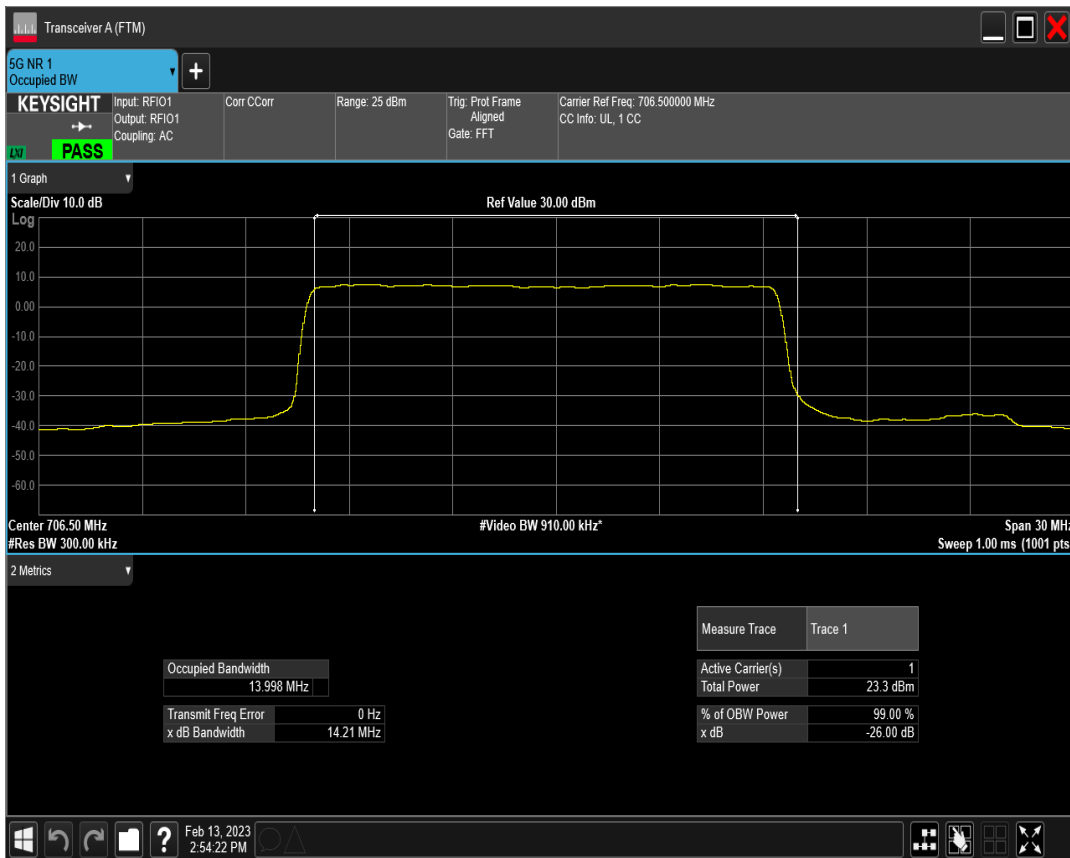 Transceiver A (FTM)
5G NR 1
Occupied BW
+
KEYSIGHT
LXI
PASS
Input: RFIO1
Output: RFIO1
Coupling: AC
Corr CCorr
Range: 25 dBm
Trig: Prot Frame
Aligned
Gate: FFT
Carrier Ref Freq: 706.500000 MHz
CC Info: UL, 1 CC
1 Graph
Scale/Div 10.0 dB
Ref Value 30.00 dBm
Log
20.0
10.0
0.00
-10.0
-20.0
-30.0
-40.0
-50.0
-60.0
Center 706.50 MHz
#Video BW 910.00 kHz*
Span 30 MHz
#Res BW 300.00 kHz
Sweep 1.00 ms (1001 pts
2 Metrics
Measure Trace Trace 1
Occupied Bandwidth
13.998 MHz
Active Carrier(s) 1
Total Power 23.3 dBm
Transmit Freq Error 0 Hz
x dB Bandwidth 14.21 MHz
% of OBW Power 99.00 %
x dB -26.00 dB
?
Feb 13, 2023
2:54:22 PM